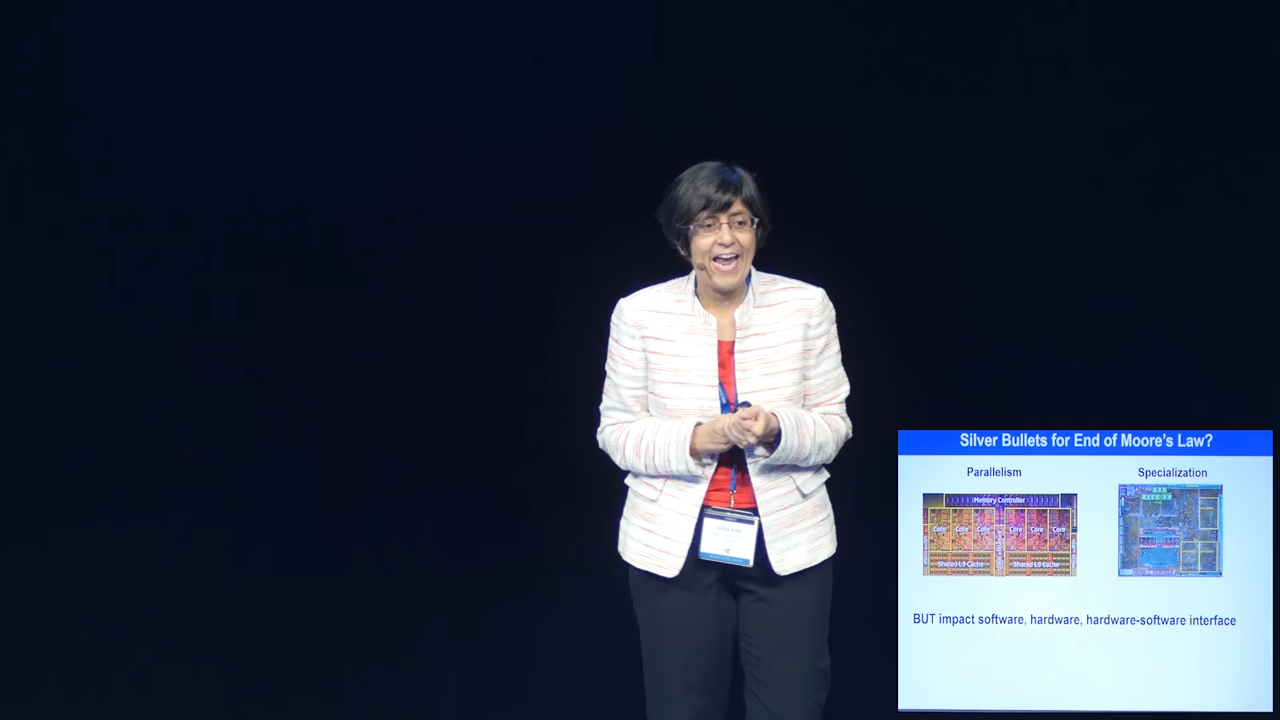 Silver Bullets for End of Moore's Law?
Parallelism
Specialization
Memory Controller
Core Core Core Core Core Core
Shared L3 Cache Shared L3 Cache
BUT impact software, hardware, hardware-software interface